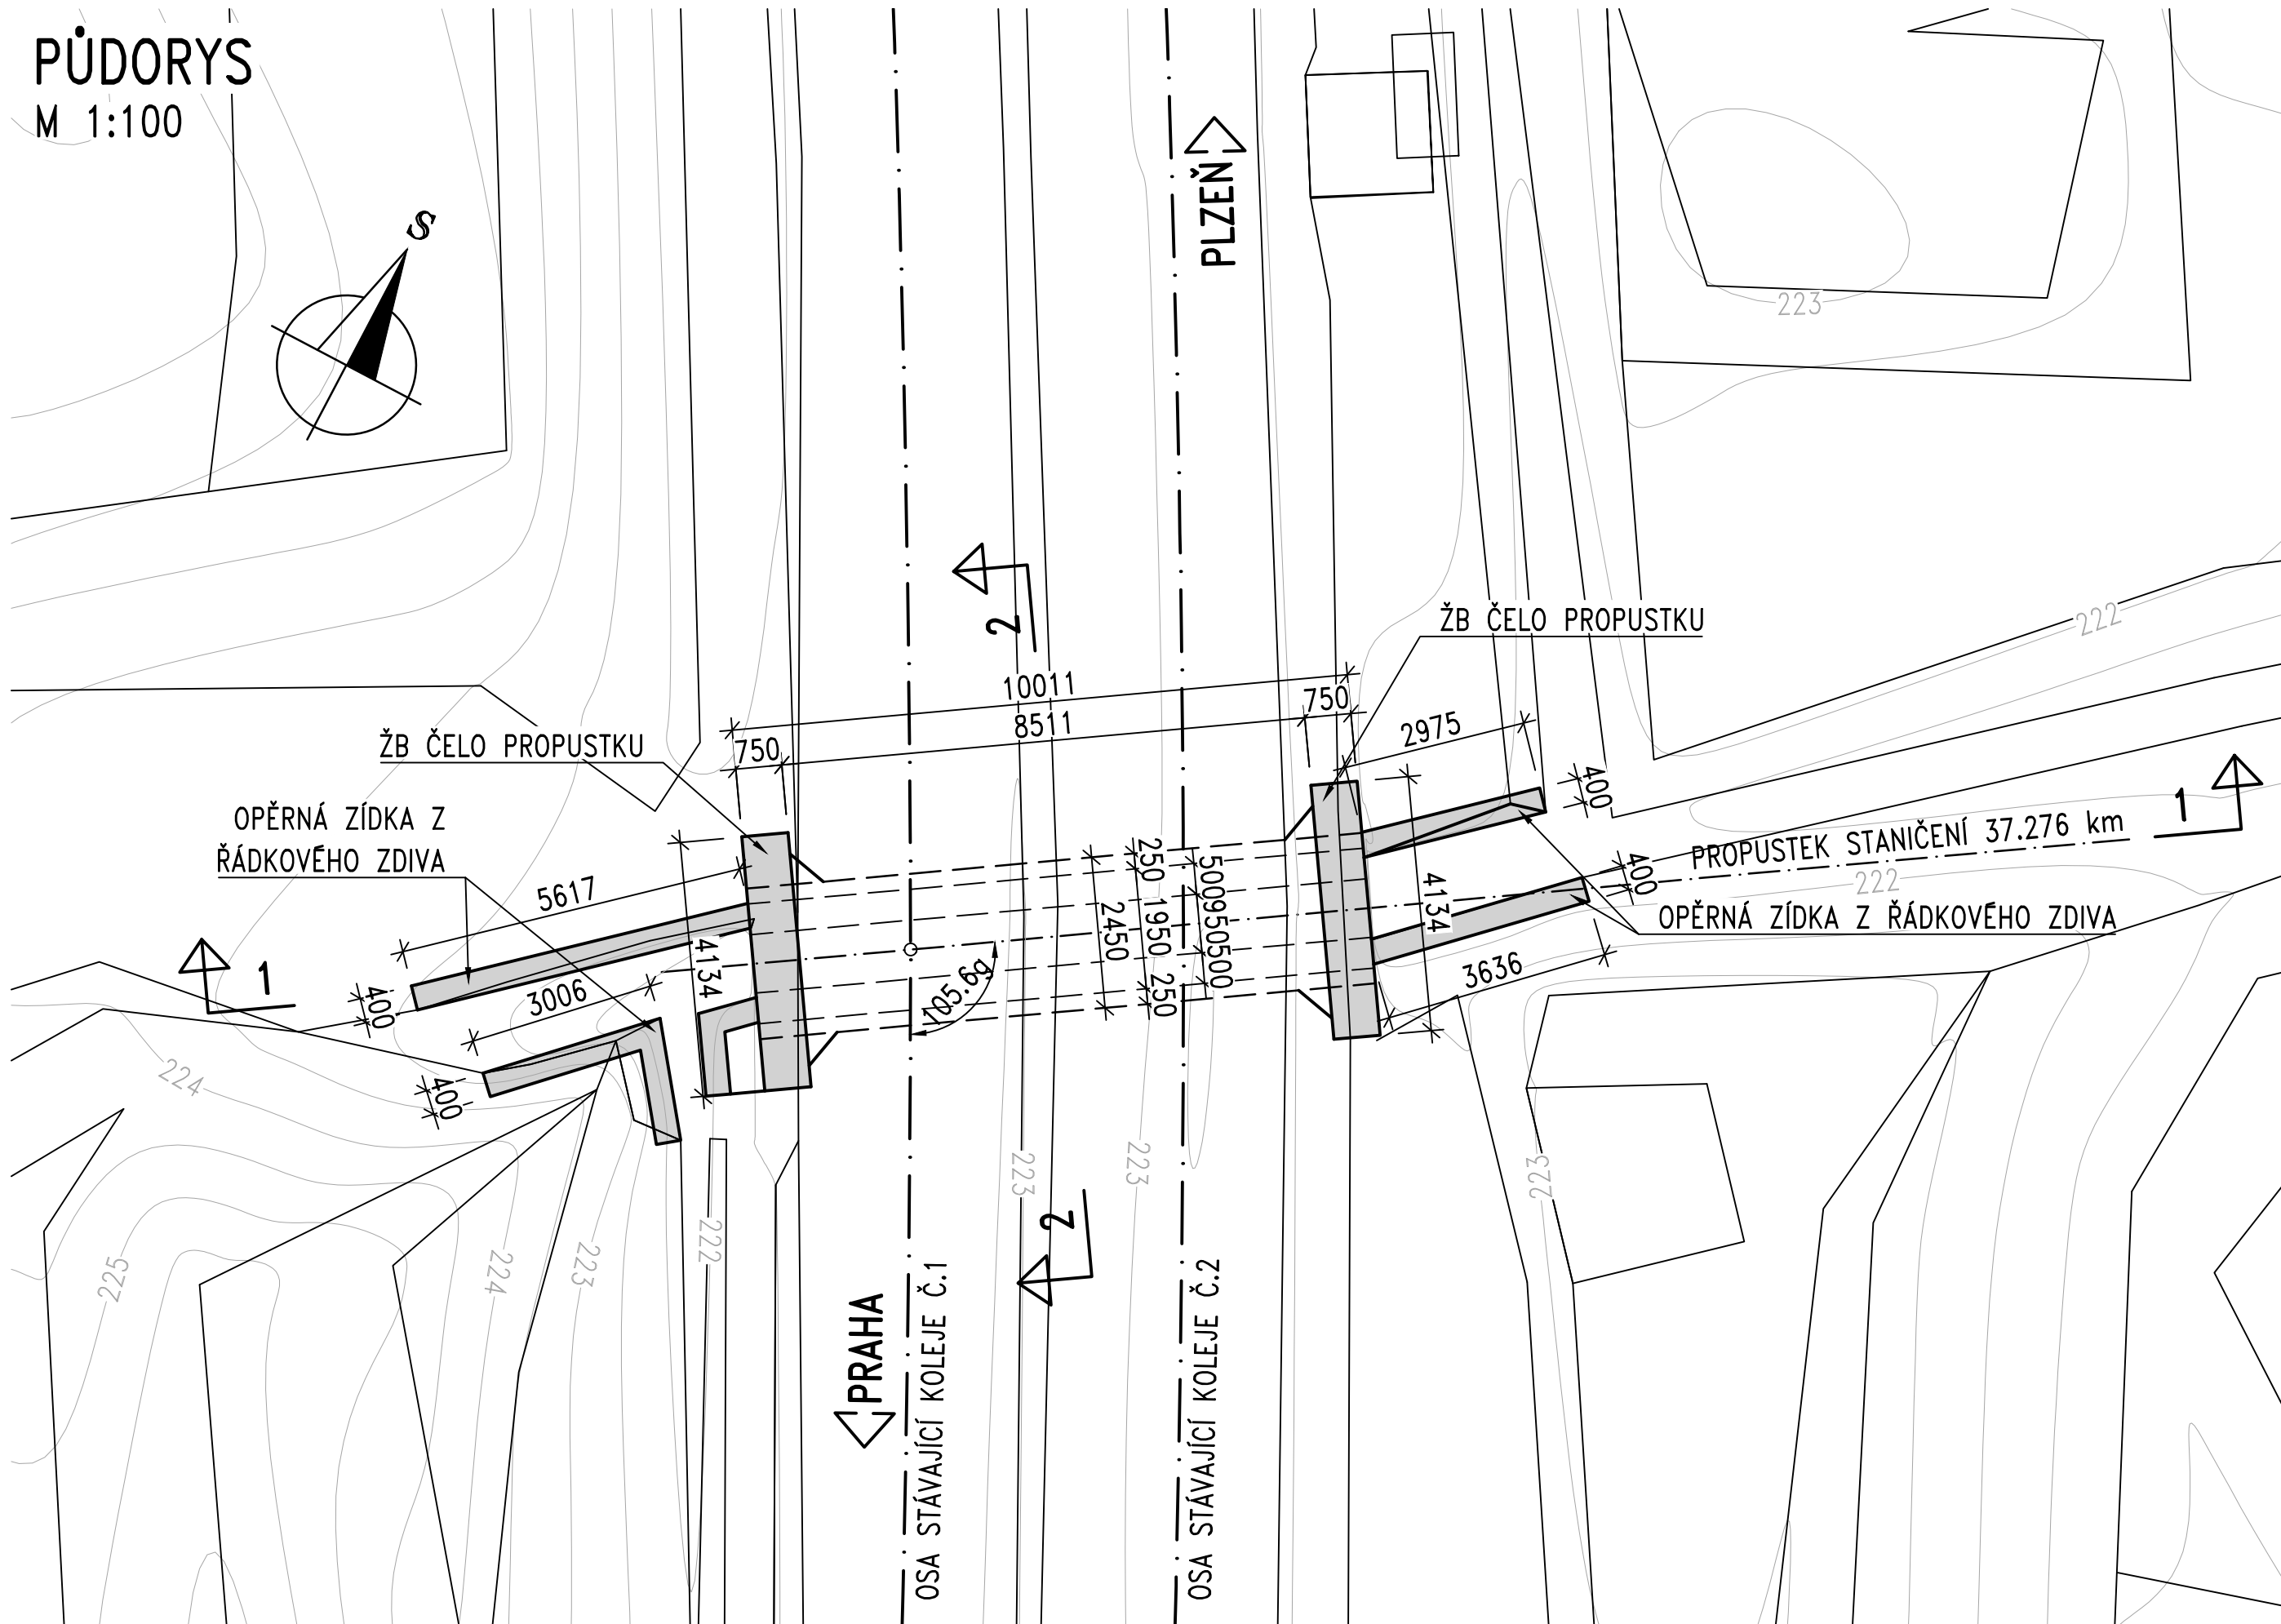 PŮDORYS
M 1:100
S
PLZEŇ
223
222
2
ŽB ČELO PROPUSTKU
10011
750
8511
750
2975
400
ŽB ČELO PROPUSTKU
OPĚRNÁ ZÍDKA Z
ŘÁDKOVÉHO ZDIVA
5617
4134
3006
400
400
1
250
1950
250
2450
500
950
500
105.6g
4134
400
3636
1
PROPUSTEK STANIČENÍ 37.276 km
222
OPĚRNÁ ZÍDKA Z ŘÁDKOVÉHO ZDIVA
224
225
224
223
222
223
223
223
2
PRAHA
OSA STÁVAJÍCÍ KOLEJE Č.1
OSA STÁVAJÍCÍ KOLEJE Č.2